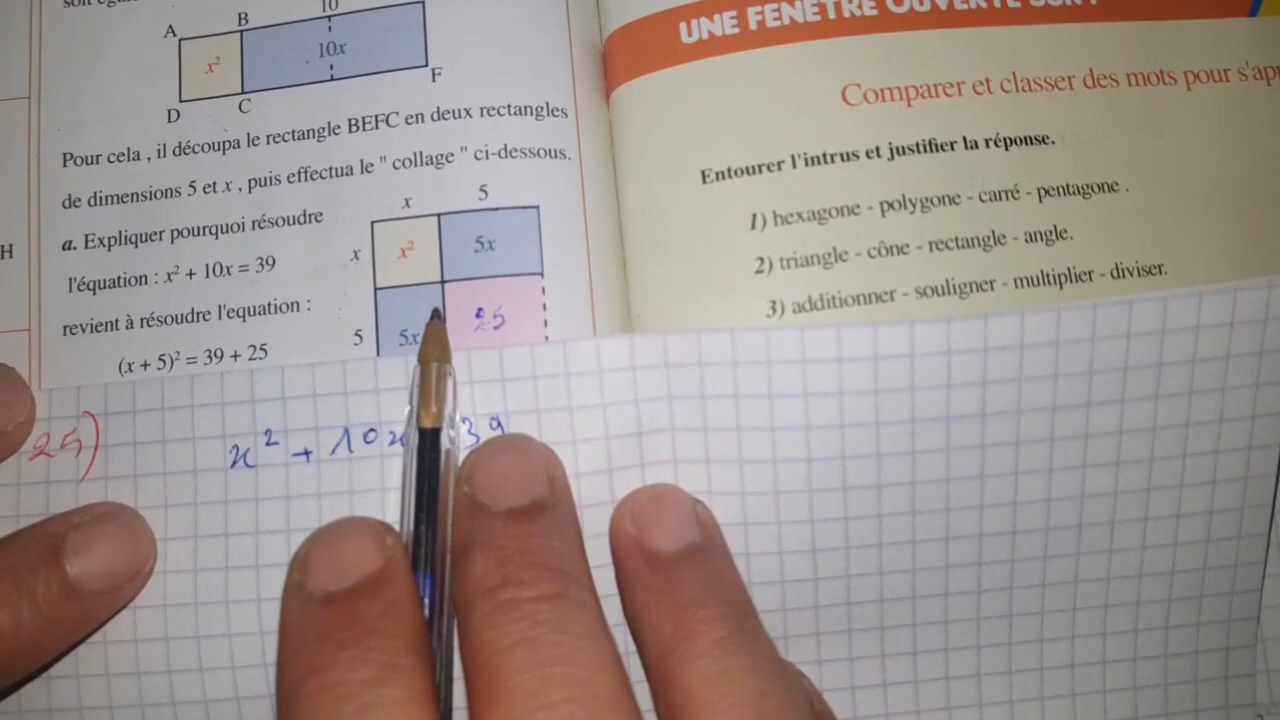 10
A
B
x²
10x
D
C
F
Pour cela , il découpa le rectangle BEFC en deux rectangles
de dimensions 5 et x , puis effectua le " collage " ci-dessous.
a. Expliquer pourquoi résoudre
l'équation : x² + 10x = 39
revient à résoudre l'equation :
(x + 5)² = 39 + 25
x
5
x
x²
5x
5
5x
25
H
25)
x² + 10x
39
UNE FENÊTRE OUVERTE
Comparer et classer des mots pour
Entourer l'intrus et justifier la réponse.
1) hexagone - polygone - carré - pentagone .
2) triangle - cône - rectangle - angle.
3) additionner - souligner - multiplier - diviser.